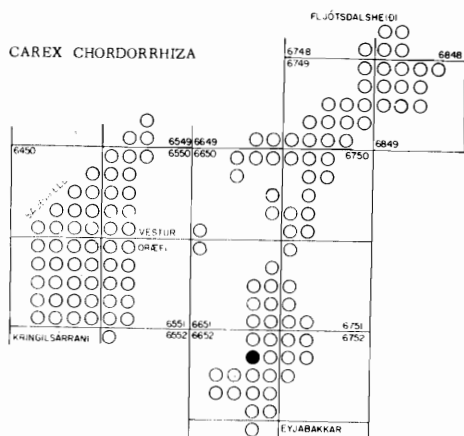 FLJÓTSDALSHEIÐI
CAREX CHORDORRHIZA
6748 6848
6749
6549 6649
6450 6550 6650 6750 6849
VESTUR
ÖRÆFI
6551 6651 6751
KRINGILSÁRRANI 6552 6652 6752
EYJABAKKAR